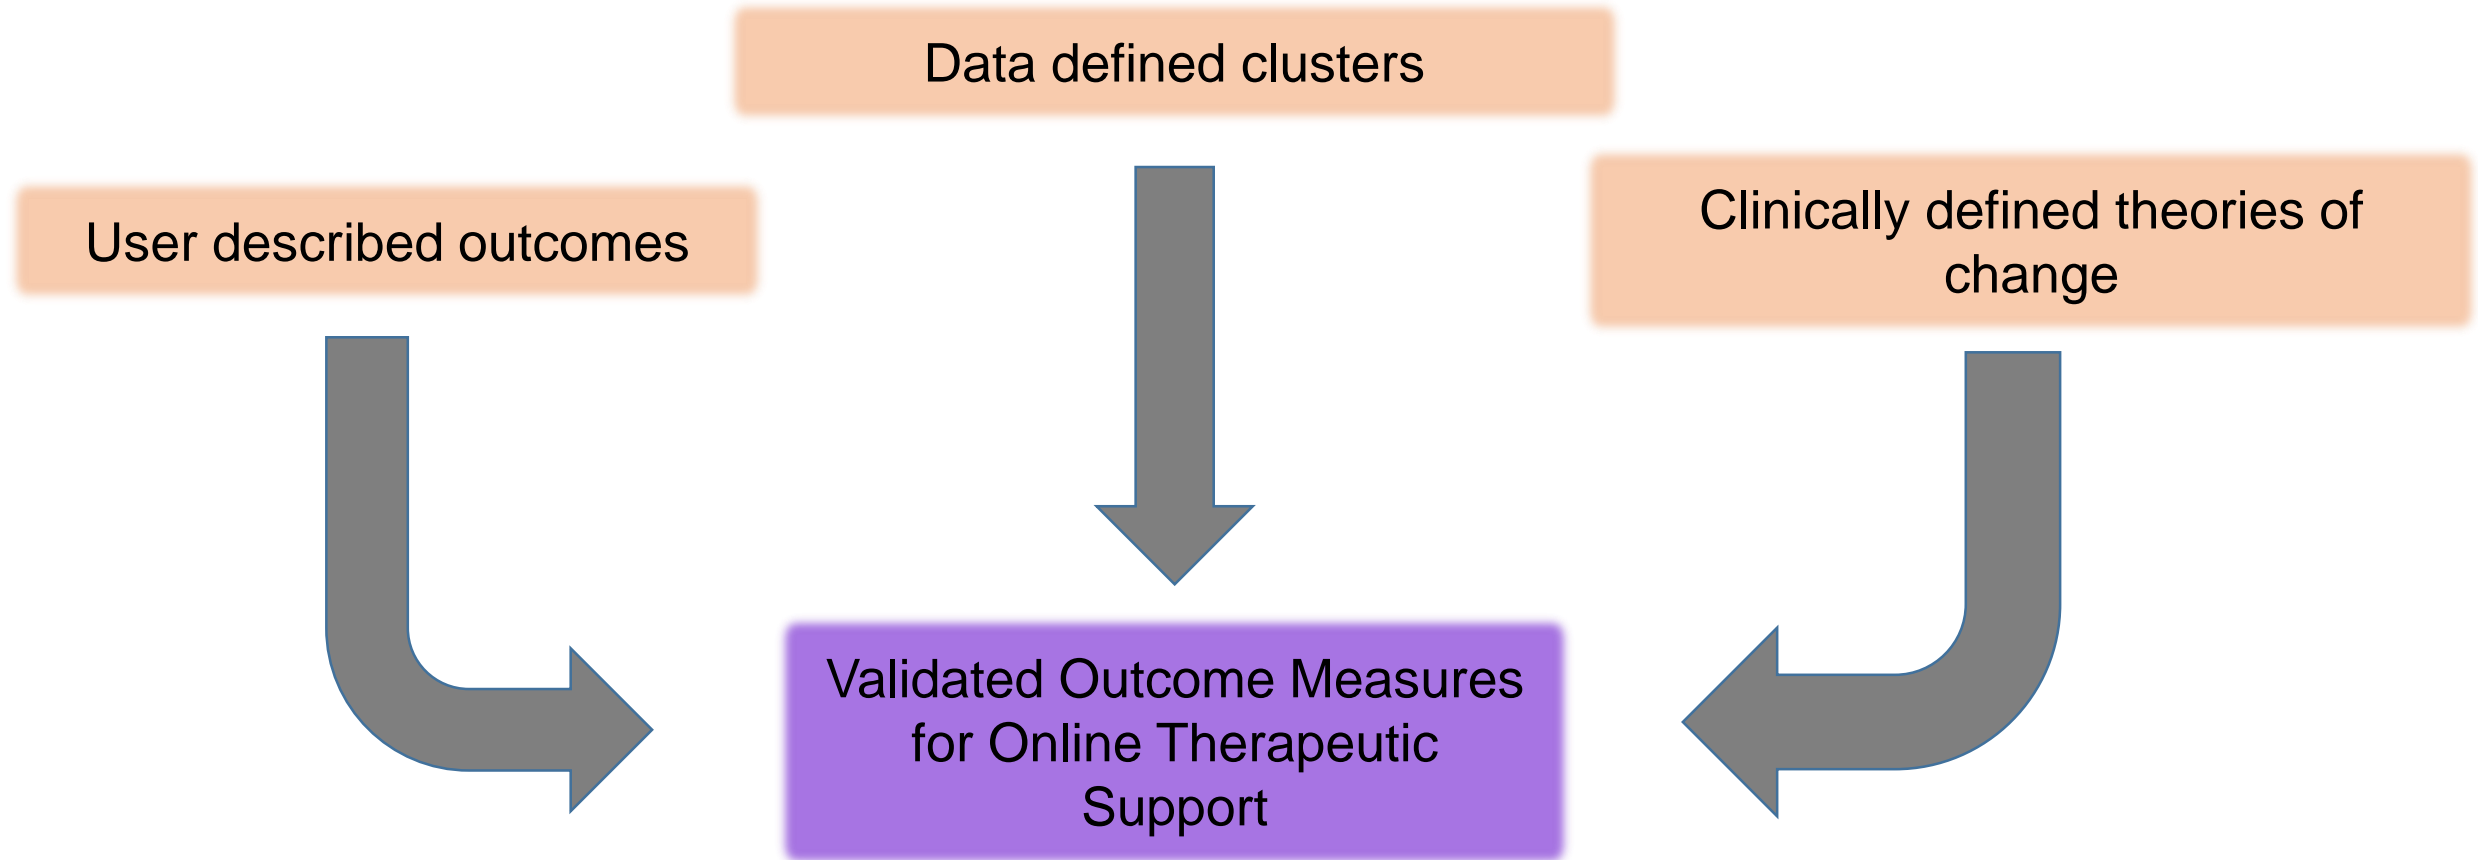 Data defined clusters
User described outcomes
Clinically defined theories of
change
Validated Outcome Measures
for Online Therapeutic
Support